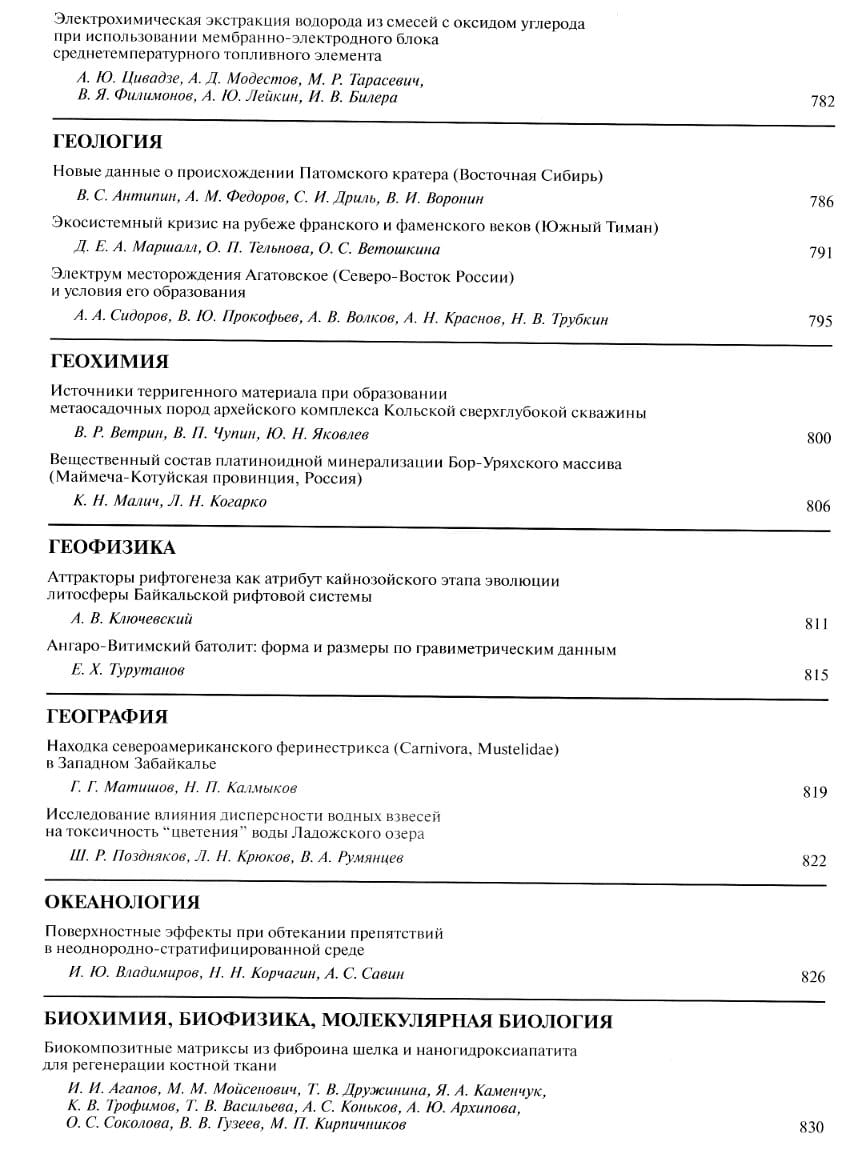 Электрохимическая экстракция водорода из смесей с оксидом углерода
при использовании мембранно-электродного блока
среднетемпературного топливного элемента
А. Ю. Цивадзе, А. Д. Модестов, М. Р. Тарасевич,
В. Я. Филимонов, А. Ю. Лейкин, И. В. Билера 782
ГЕОЛОГИЯ
Новые данные о происхождении Патомского кратера (Восточная Сибирь)
В. С. Антипин, А. М. Федоров, С. И. Дриль, В. И. Воронин 786
Экосистемный кризис на рубеже франского и фаменского веков (Южный Тиман)
Д. Е. А. Маршалл, О. П. Тельнова, О. С. Ветошкина 791
Электрум месторождения Агатовское (Северо-Восток России)
и условия его образования
А. А. Сидоров, В. Ю. Прокофьев, А. В. Волков, А. Н. Краснов, Н. В. Трубкин 795
ГЕОХИМИЯ
Источники терригенного материала при образовании
метаосадочных пород архейского комплекса Кольской сверхглубокой скважины
В. Р. Ветрин, В. П. Чупин, Ю. Н. Яковлев 800
Вещественный состав платиноидной минерализации Бор-Уряхского массива
(Маймеча-Котуйская провинция, Россия)
К. Н. Малич, Л. Н. Когарко 806
ГЕОФИЗИКА
Аттракторы рифтогенеза как атрибут кайнозойского этапа эволюции
литосферы Байкальской рифтовой системы
А. В. Ключевский 811
Ангаро-Витимский батолит: форма и размеры по гравиметрическим данным
Е. Х. Турутанов 815
ГЕОГРАФИЯ
Находка североамериканского феринестрикса (Carnivora, Mustelidae)
в Западном Забайкалье
Г. Г. Матишов, Н. П. Калмыков 819
Исследование влияния дисперсности водных взвесей
на токсичность “цветения” воды Ладожского озера
Ш. Р. Поздняков, Л. Н. Крюков, В. А. Румянцев 822
ОКЕАНОЛОГИЯ
Поверхностные эффекты при обтекании препятствий
в неоднородно-стратифицированной среде
И. Ю. Владимиров, Н. Н. Корчагин, А. С. Савин 826
БИОХИМИЯ, БИОФИЗИКА, МОЛЕКУЛЯРНАЯ БИОЛОГИЯ
Биокомпозитные матриксы из фиброина шелка и наногидроксиапатита
для регенерации костной ткани
И. И. Агапов, М. М. Мойсенович, Т. В. Дружинина, Я. А. Каменчук,
К. В. Трофимов, Т. В. Васильева, А. С. Коньков, А. Ю. Архипова,
О. С. Соколова, В. В. Гузеев, М. П. Кирпичников 830